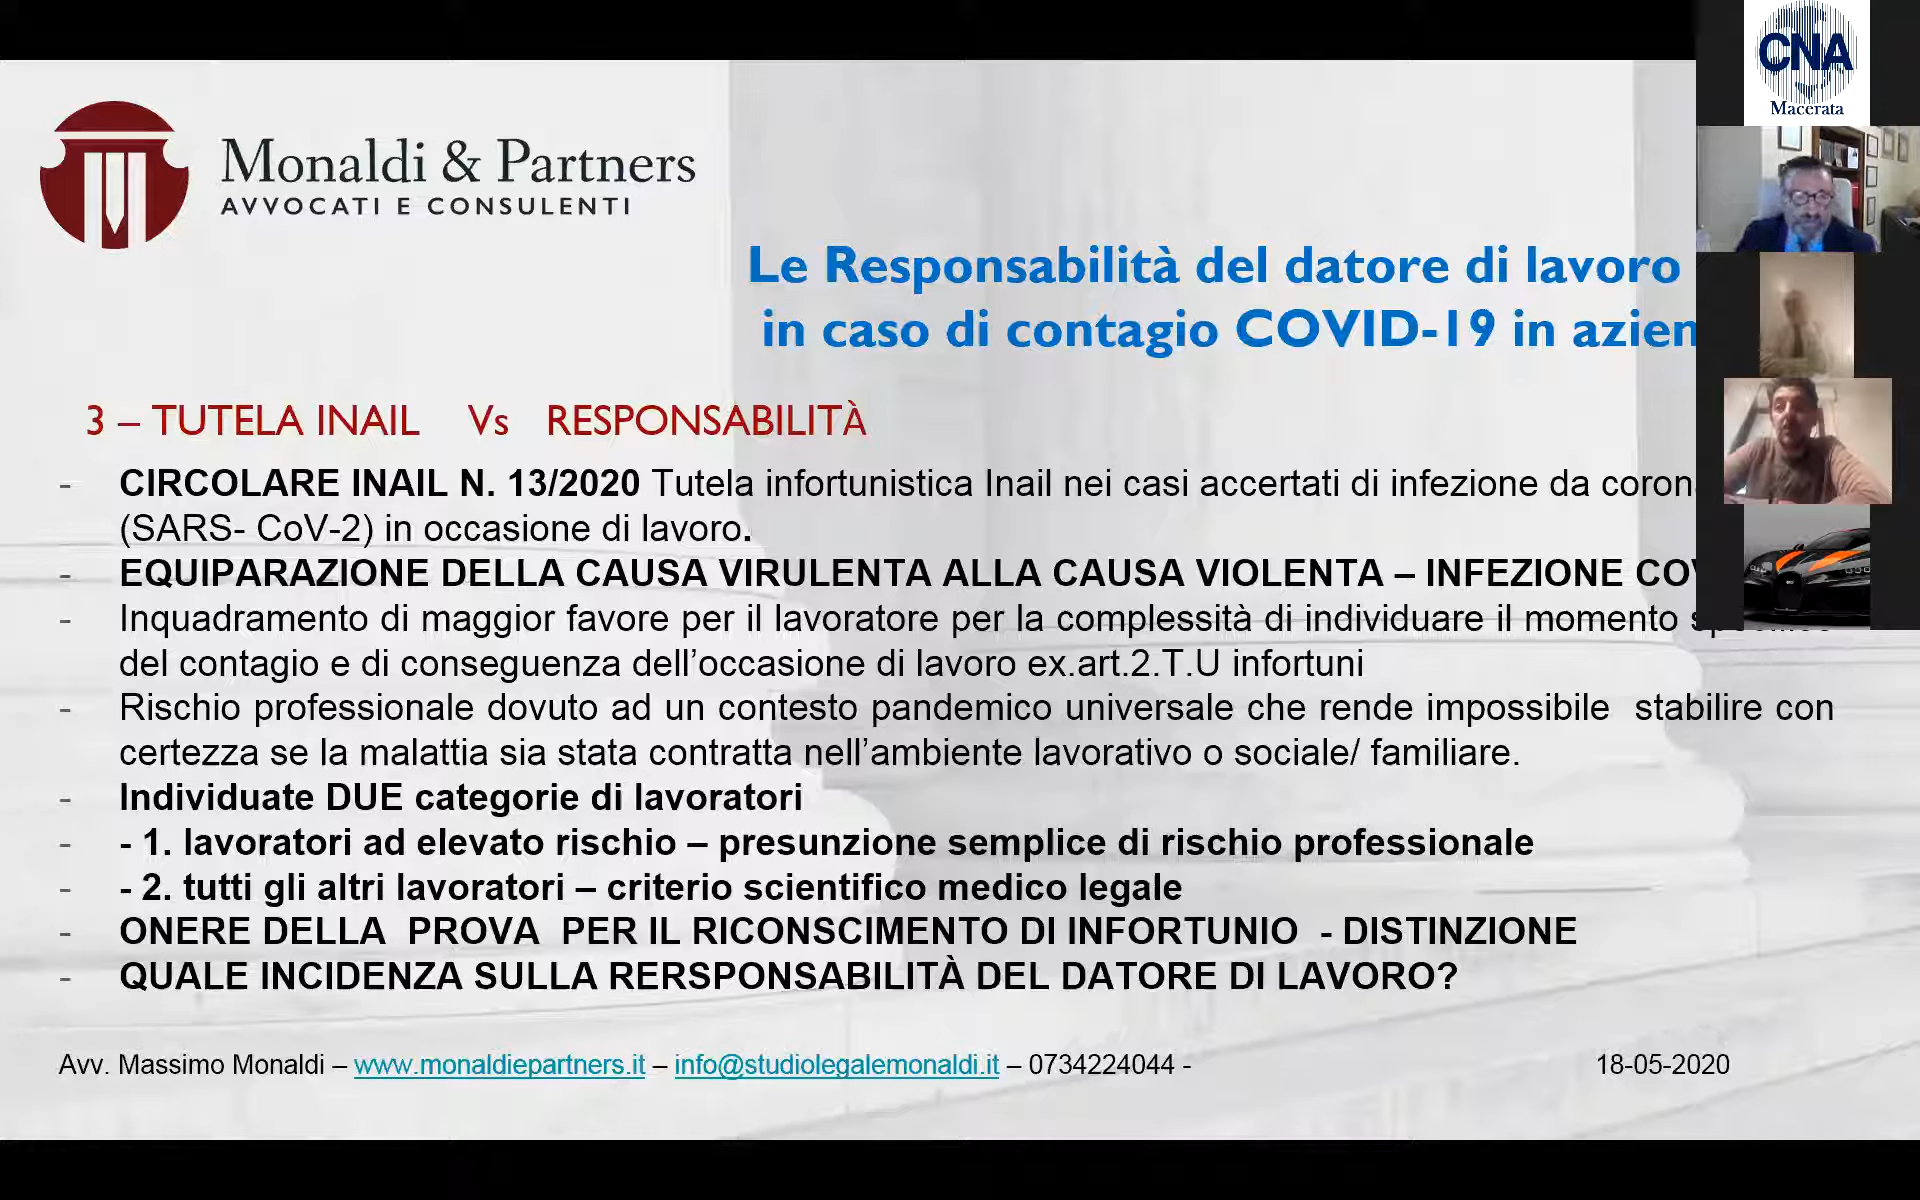 CNA
Macerata
Monaldi & Partners
AVVOCATI E CONSULENTI
Le Responsabilità del datore di lavoro
in caso di contagio COVID-19 in azien
3 – TUTELA INAIL Vs RESPONSABILITÀ
- CIRCOLARE INAIL N. 13/2020 Tutela infortunistica Inail nei casi accertati di infezione da coron
(SARS- CoV-2) in occasione di lavoro.
- EQUIPARAZIONE DELLA CAUSA VIRULENTA ALLA CAUSA VIOLENTA – INFEZIONE CO
- Inquadramento di maggior favore per il lavoratore per la complessità di individuare il momento
del contagio e di conseguenza dell'occasione di lavoro ex.art.2.T.U infortuni
- Rischio professionale dovuto ad un contesto pandemico universale che rende impossibile stabilire con
certezza se la malattia sia stata contratta nell'ambiente lavorativo o sociale/ familiare.
- Individuate DUE categorie di lavoratori
- - 1. lavoratori ad elevato rischio – presunzione semplice di rischio professionale
- - 2. tutti gli altri lavoratori – criterio scientifico medico legale
- ONERE DELLA PROVA PER IL RICONSCIMENTO DI INFORTUNIO - DISTINZIONE
- QUALE INCIDENZA SULLA RERSPONSABILITÀ DEL DATORE DI LAVORO?
Avv. Massimo Monaldi – www.monaldiepartners.it – info@studiolegalemonaldi.it – 0734224044 - 18-05-2020